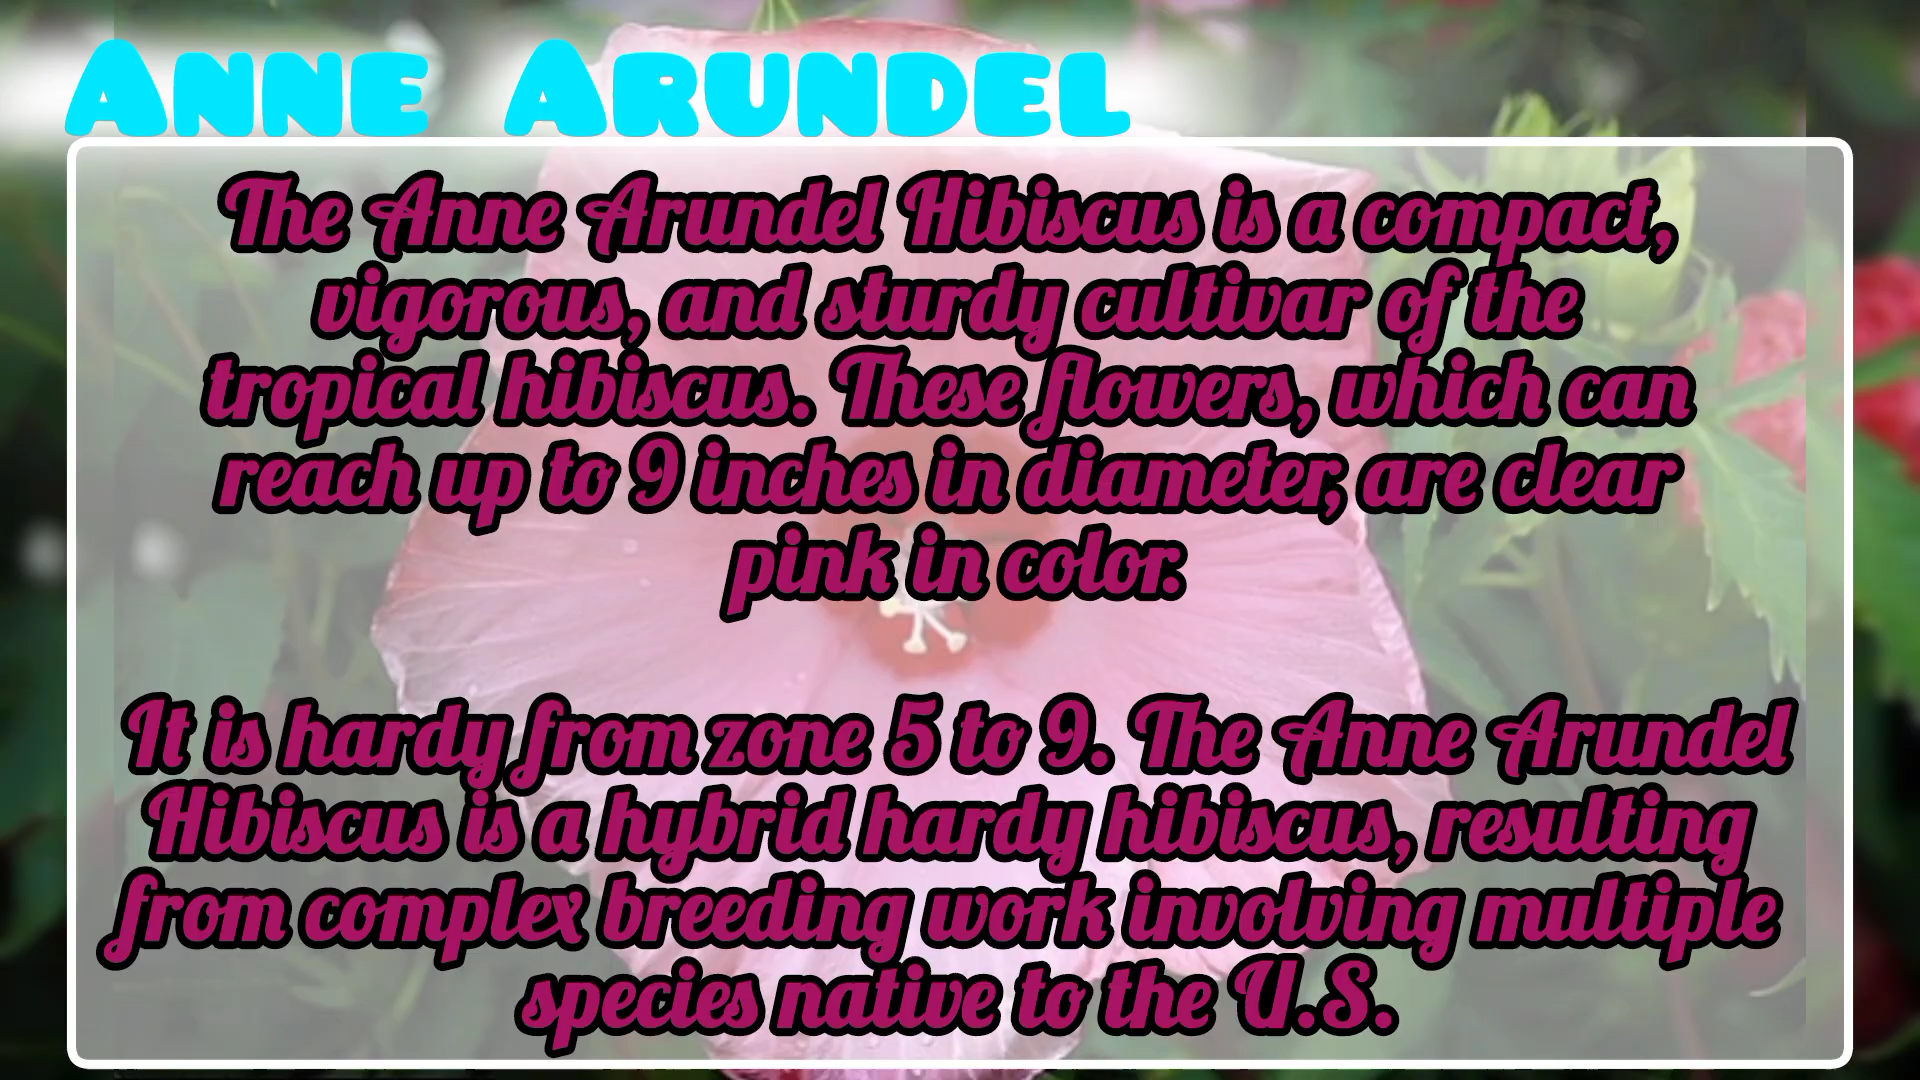 Anne Arundel
The Anne Arundel Hibiscus is a compact,
vigorous, and sturdy cultivar of the
tropical hibiscus. These flowers, which can
reach up to 9 inches in diameter, are clear
pink in color.
It is hardy from zone 5 to 9. The Anne Arundel
Hibiscus is a hybrid hardy hibiscus, resulting
from complex breeding work involving multiple
species native to the U.S.